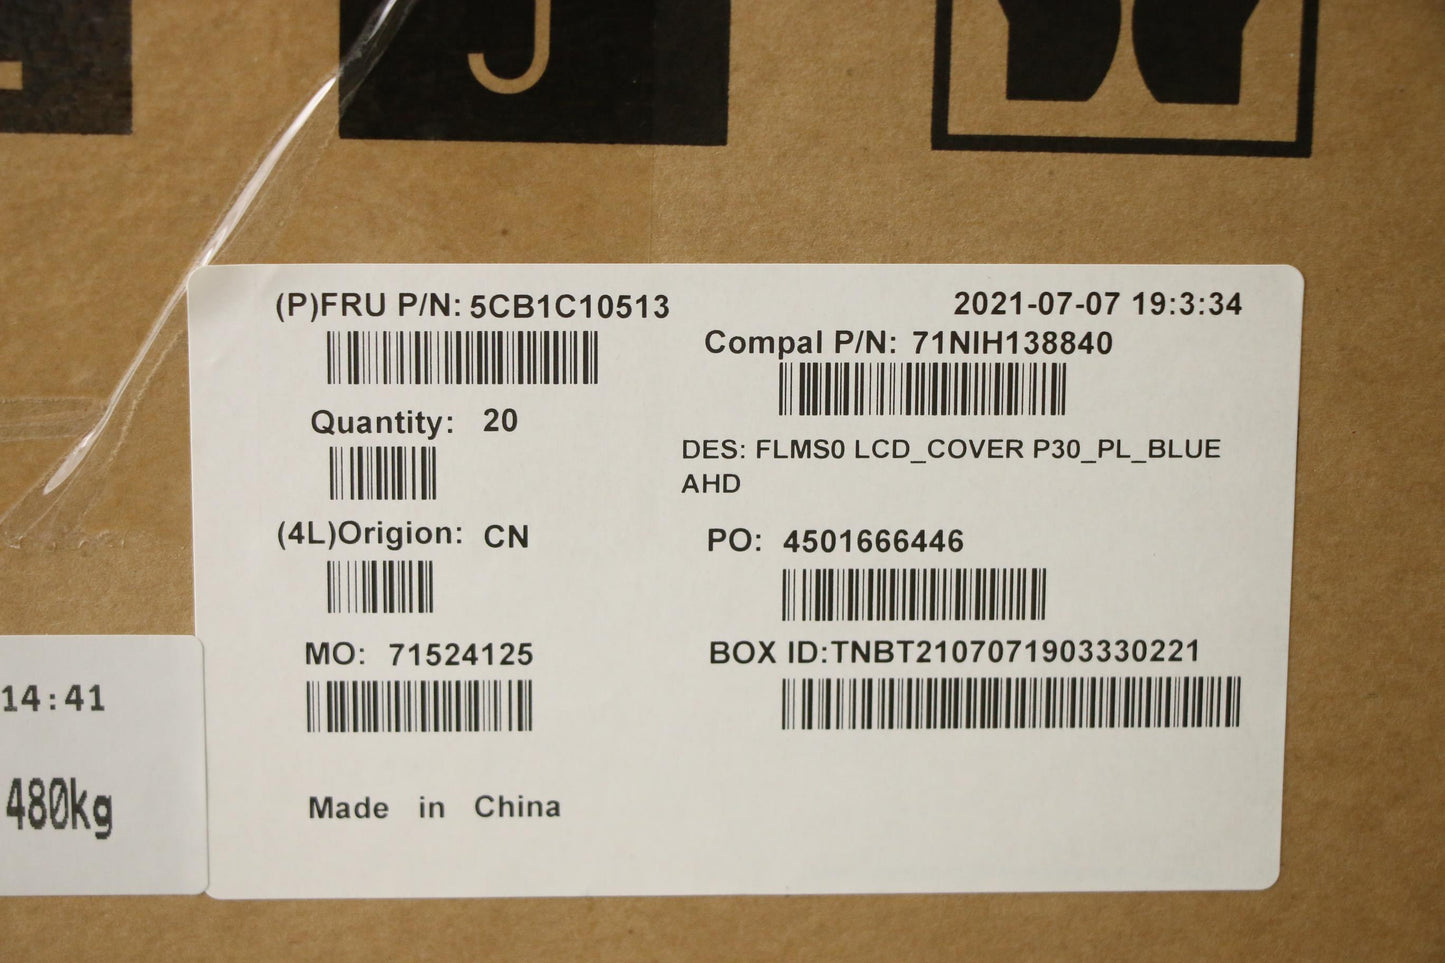 (P)FRU P/N: 5CB1C10513
2021-07-07 19:3:34
Compal P/N: 71NIH138840
Quantity: 20
DES: FLMS0 LCD_COVER P30_PL_BLUE
AHD
(4L)Origion: CN
PO: 4501666446
MO: 71524125
BOX ID:TNBT2107071903330221
Made in China
14:41
480kg